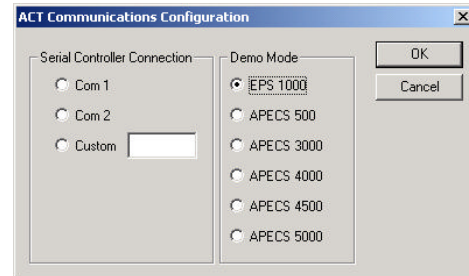 ACT Communications Configuration
Serial Controller Connection
Com 1
Com 2
Custom
Demo Mode
EPS 1000
APECS 500
APECS 3000
APECS 4000
APECS 4500
APECS 5000
OK
Cancel